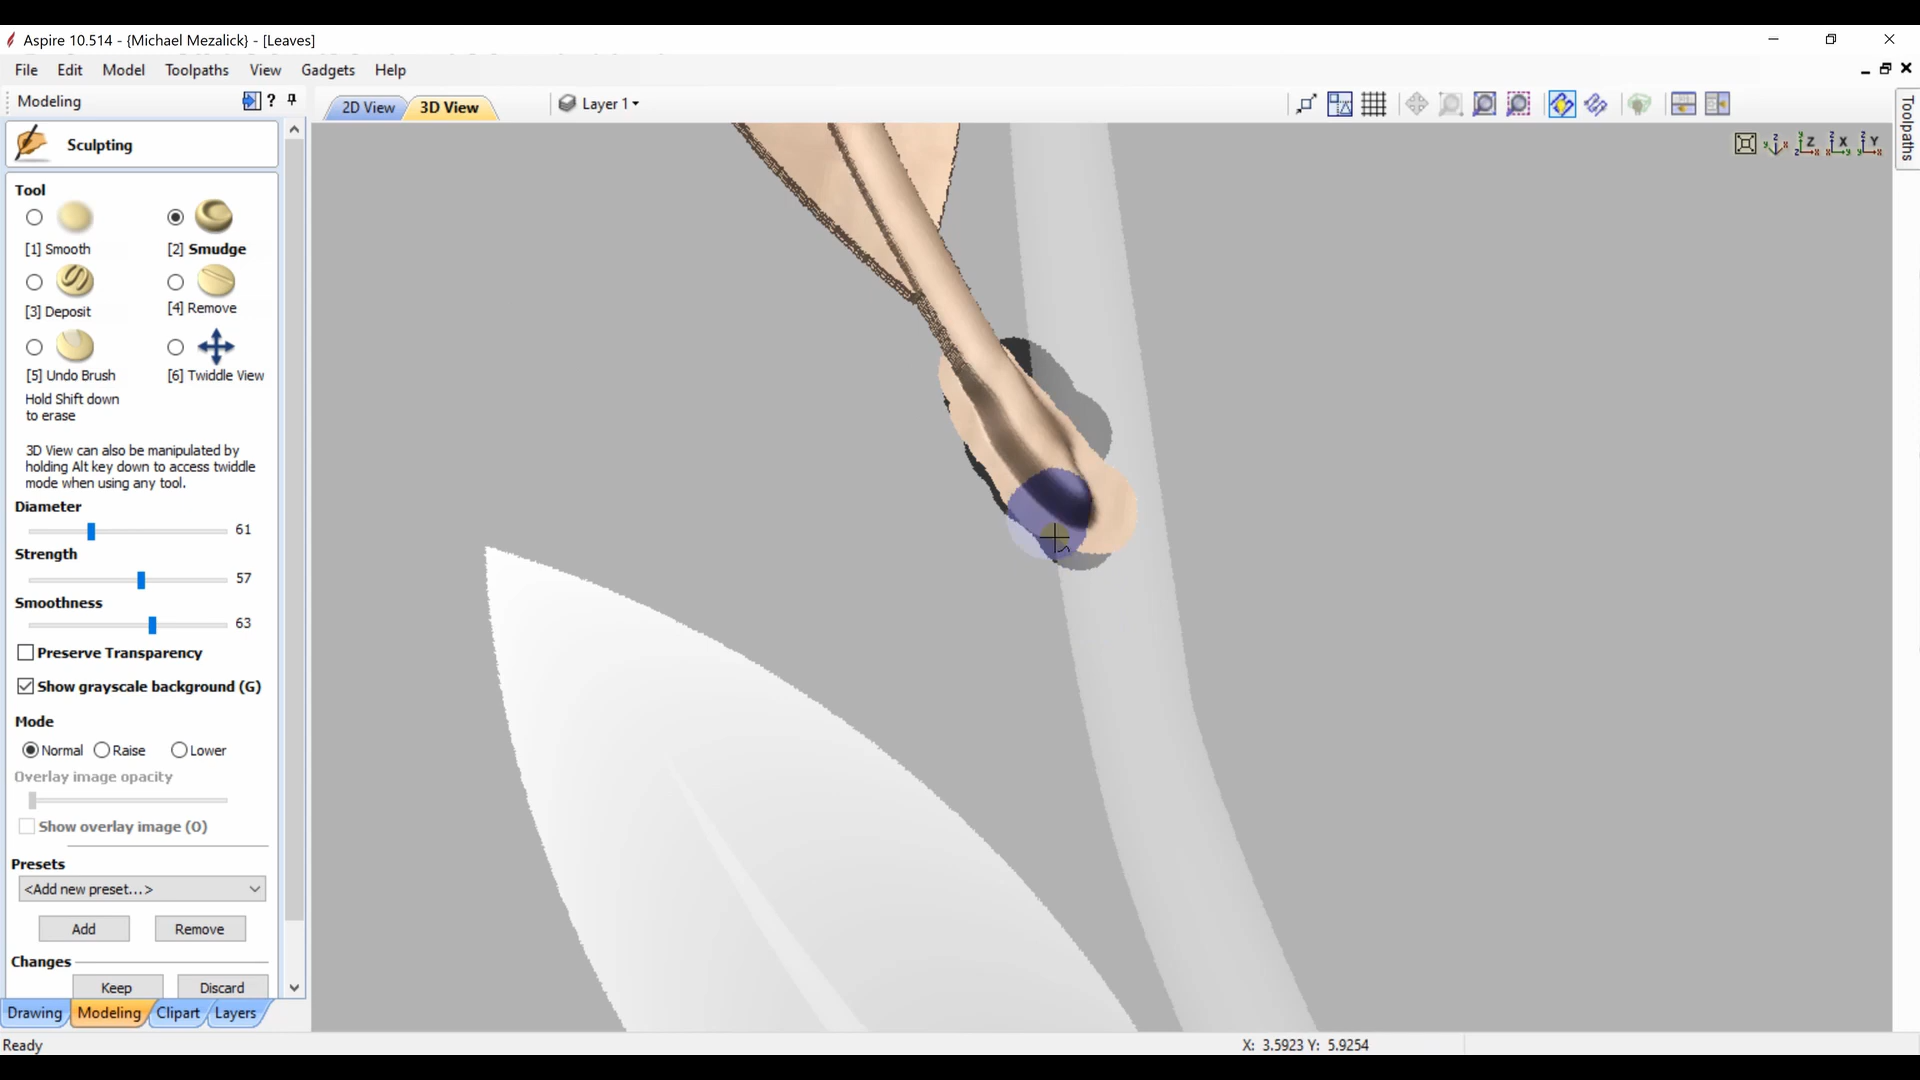 Aspire 10.514 - {Michael Mezalick} - [Leaves]
File Edit Model Toolpaths View Gadgets Help
Modeling ?
2D View 3D View Layer 1
Toolpaths
Sculpting
Tool
[1] Smooth [2] Smudge
[3] Deposit [4] Remove
[5] Undo Brush [6] Twiddle View
Hold Shift down
to erase
3D View can also be manipulated by
holding Alt key down to access twiddle
mode when using any tool.
Diameter
61
Strength
57
Smoothness
63
Preserve Transparency
Show grayscale background (G)
Mode
Normal Raise Lower
Overlay image opacity
Show overlay image (O)
Presets
<Add new preset...>
Add Remove
Changes
Keep Discard
Drawing Modeling Clipart Layers
Ready X: 3.5923 Y: 5.9254